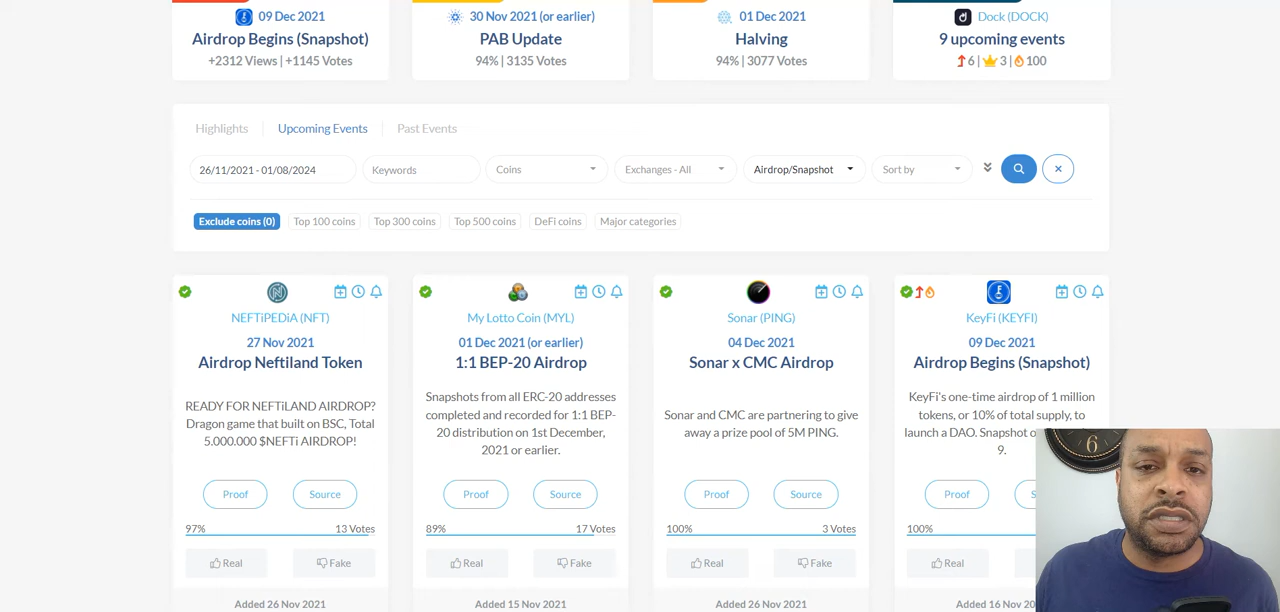 09 Dec 2021
Airdrop Begins (Snapshot)
+2312 Views | +1145 Votes
30 Nov 2021 (or earlier)
PAB Update
94% | 3135 Votes
01 Dec 2021
Halving
94% | 3077 Votes
Dock (DOCK)
9 upcoming events
6 | 3 | 100
Highlights
Upcoming Events
Past Events
26/11/2021 - 01/08/2024
Keywords
Coins
Exchanges - All
Airdrop/Snapshot
Sort by
Exclude coins (0)
Top 100 coins
Top 300 coins
Top 500 coins
DeFi coins
Major categories
NEFTiPEDiA (NFT)
27 Nov 2021
Airdrop Neftiland Token
READY FOR NEFTiLAND AIRDROP?
Dragon game that built on BSC, Total
5.000.000 $NEFTi AIRDROP!
Proof
Source
97%
13 Votes
Real
Fake
Added 26 Nov 2021
My Lotto Coin (MYL)
01 Dec 2021 (or earlier)
1:1 BEP-20 Airdrop
Snapshots from all ERC-20 addresses
completed and recorded for 1:1 BEP-
20 distribution on 1st December,
2021 or earlier.
Proof
Source
89%
17 Votes
Real
Fake
Added 15 Nov 2021
Sonar (PING)
04 Dec 2021
Sonar x CMC Airdrop
Sonar and CMC are partnering to give
away a prize pool of 5M PING.
Proof
Source
100%
3 Votes
Real
Fake
Added 26 Nov 2021
KeyFi (KEYFI)
09 Dec 2021
Airdrop Begins (Snapshot)
KeyFi's one-time airdrop of 1 million
tokens, or 10% of total supply, to
launch a DAO. Snapshot
9.
Proof
100%
Real
Added 16 No
6